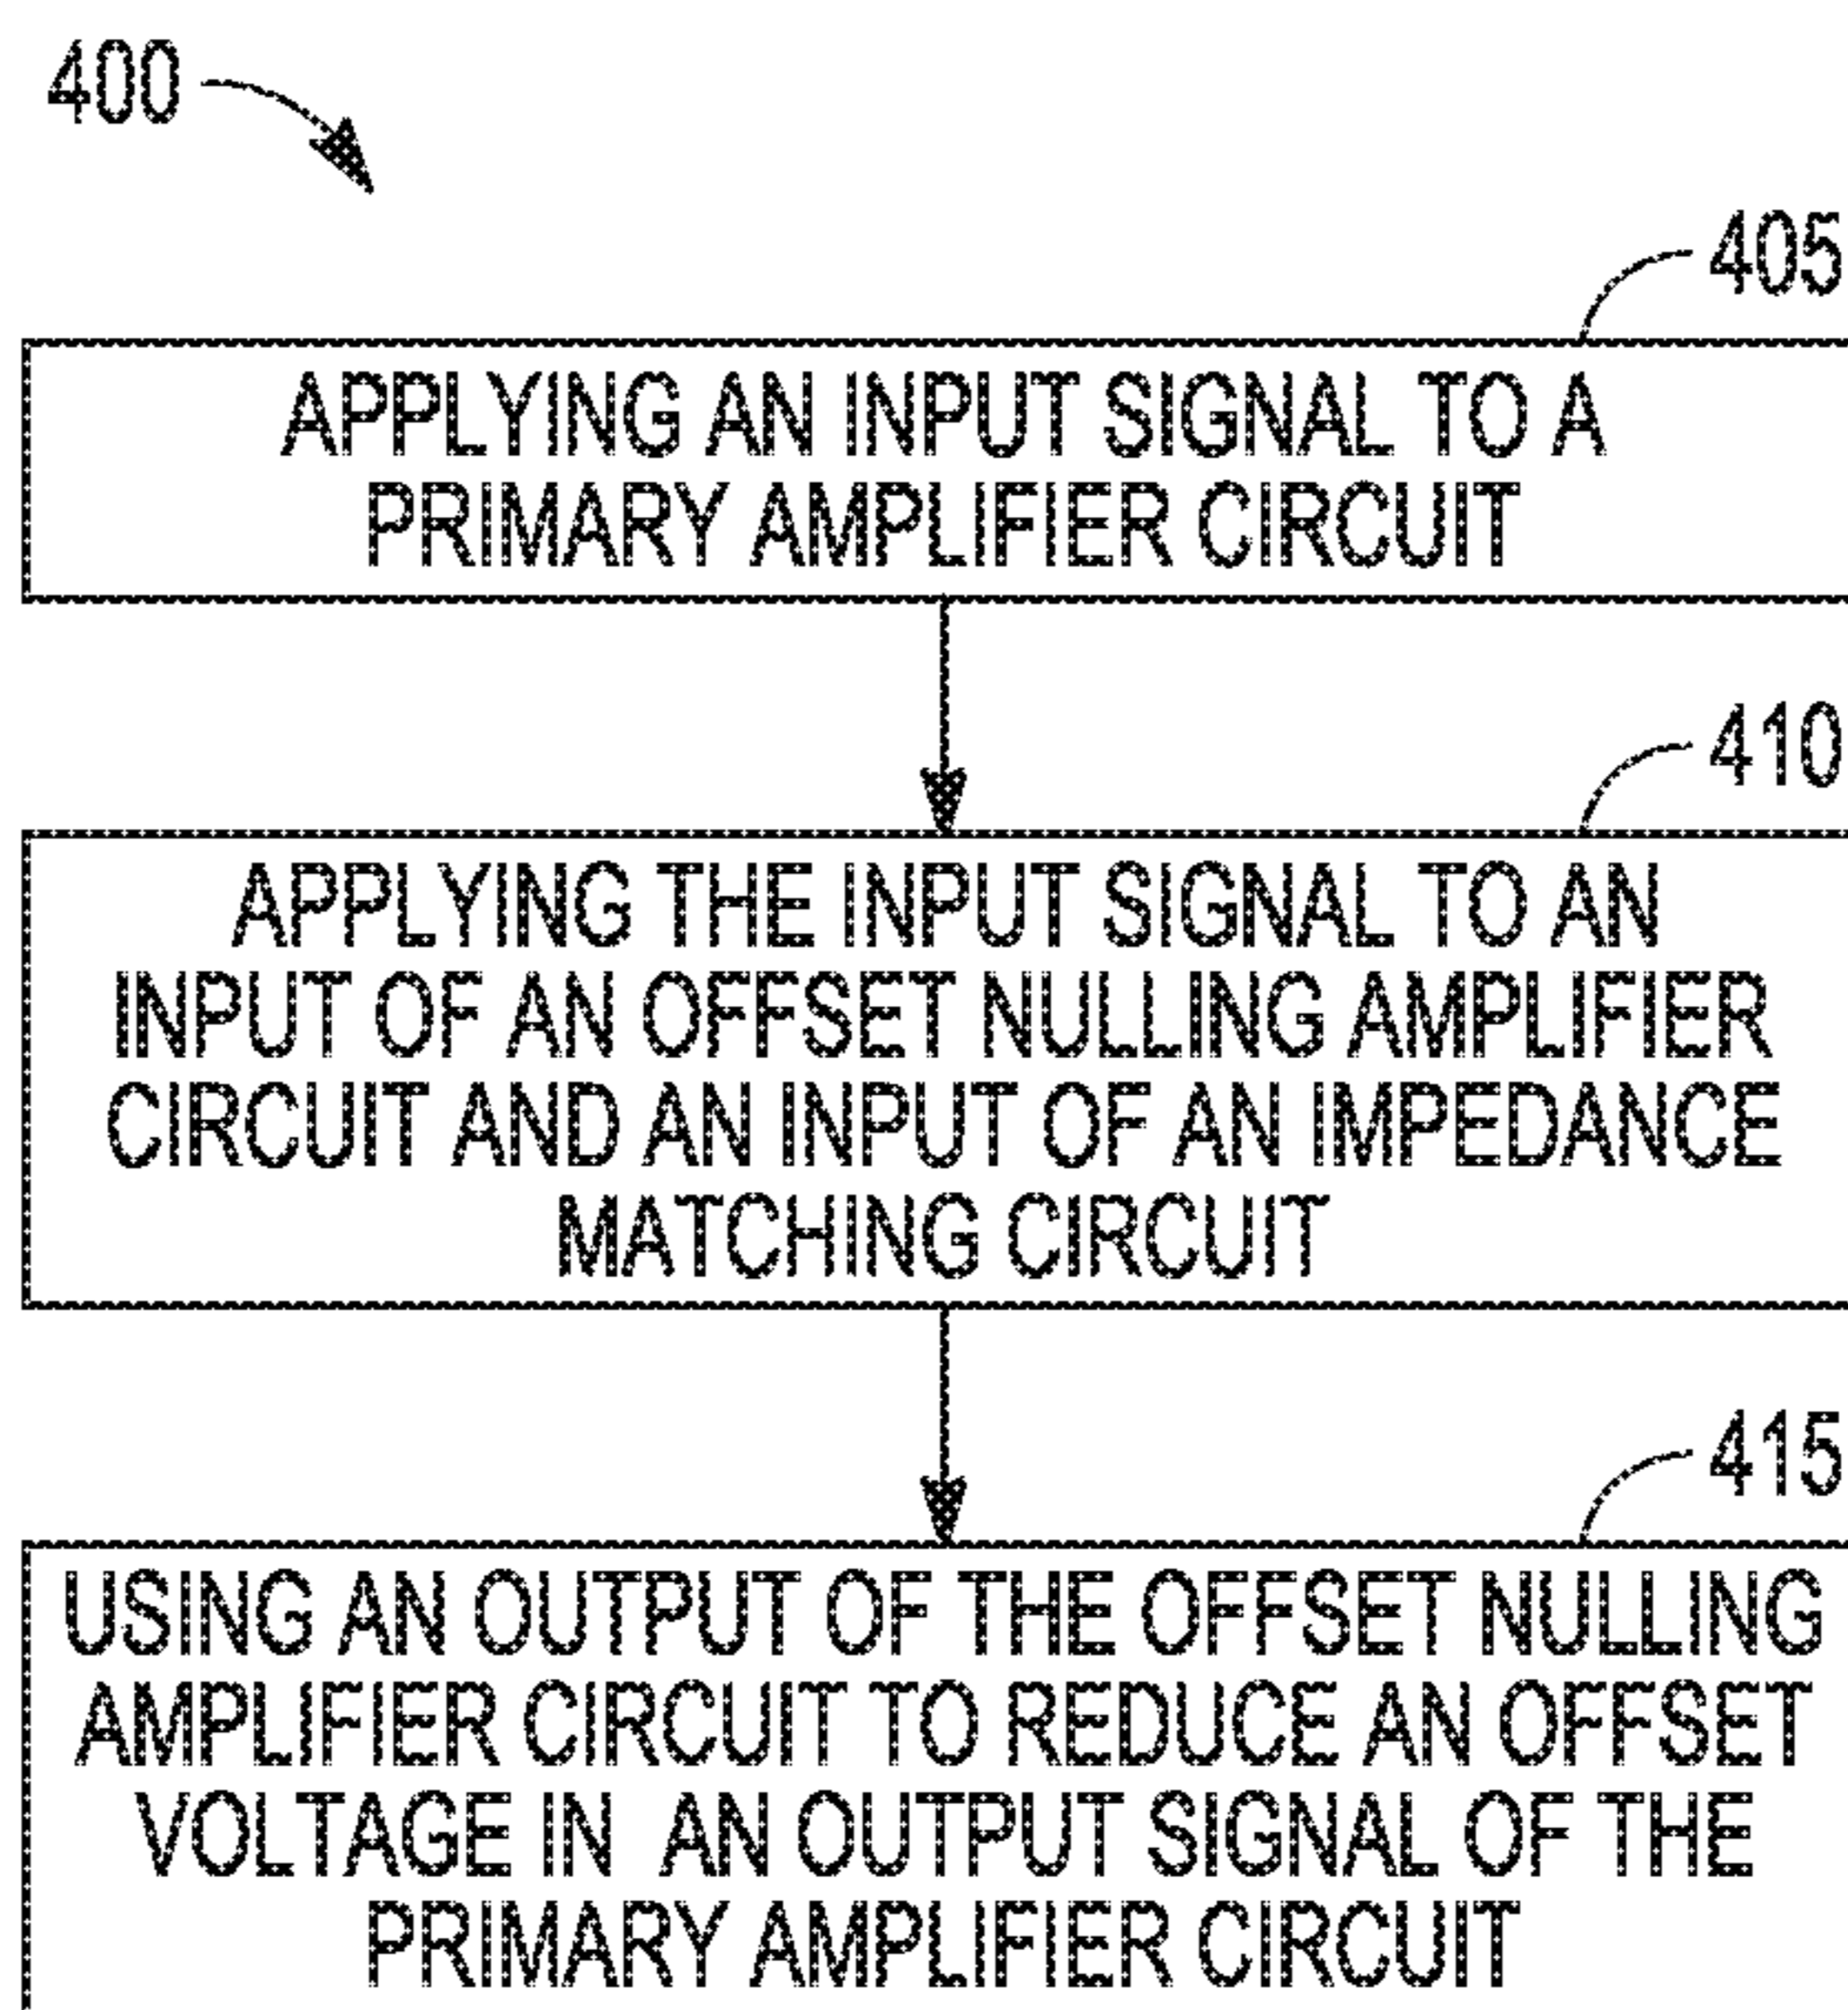 400
405
APPLYING AN INPUT SIGNAL TO A
PRIMARY AMPLIFIER CIRCUIT
410
APPLYING THE INPUT SIGNAL TO AN
INPUT OF AN OFFSET NULLING AMPLIFIER
CIRCUIT AND AN INPUT OF AN IMPEDANCE
MATCHING CIRCUIT
415
USING AN OUTPUT OF THE OFFSET NULLING
AMPLIFIER CIRCUIT TO REDUCE AN OFFSET
VOLTAGE IN AN OUTPUT SIGNAL OF THE
PRIMARY AMPLIFIER CIRCUIT